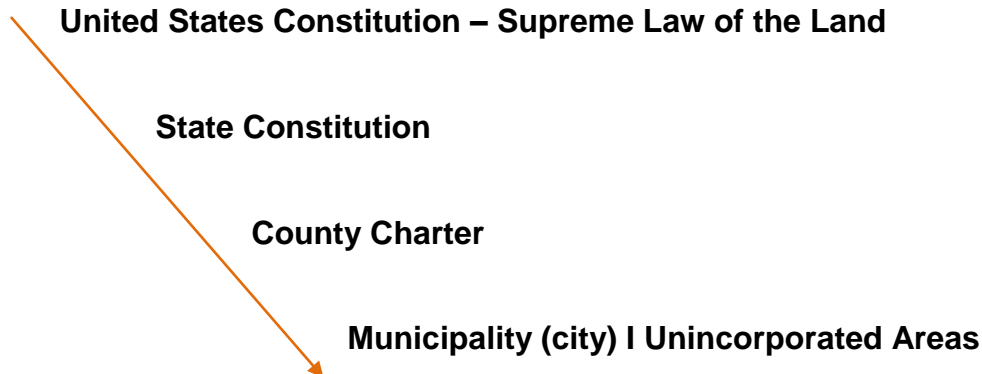 United States Constitution – Supreme Law of the Land
State Constitution
County Charter
Municipality (city) I Unincorporated Areas